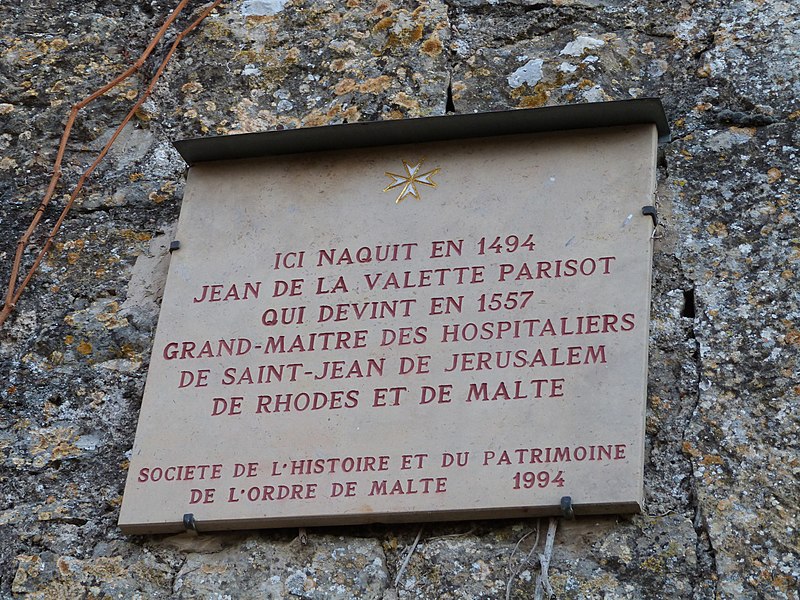 ICI NAQUIT EN 1494
JEAN DE LA VALETTE PARISOT
QUI DEVINT EN 1557
GRAND-MAITRE DES HOSPITALIERS
DE SAINT-JEAN DE JERUSALEM
DE RHODES ET DE MALTE
SOCIETE DE L'HISTOIRE ET DU PATRIMOINE
DE L'ORDRE DE MALTE 1994